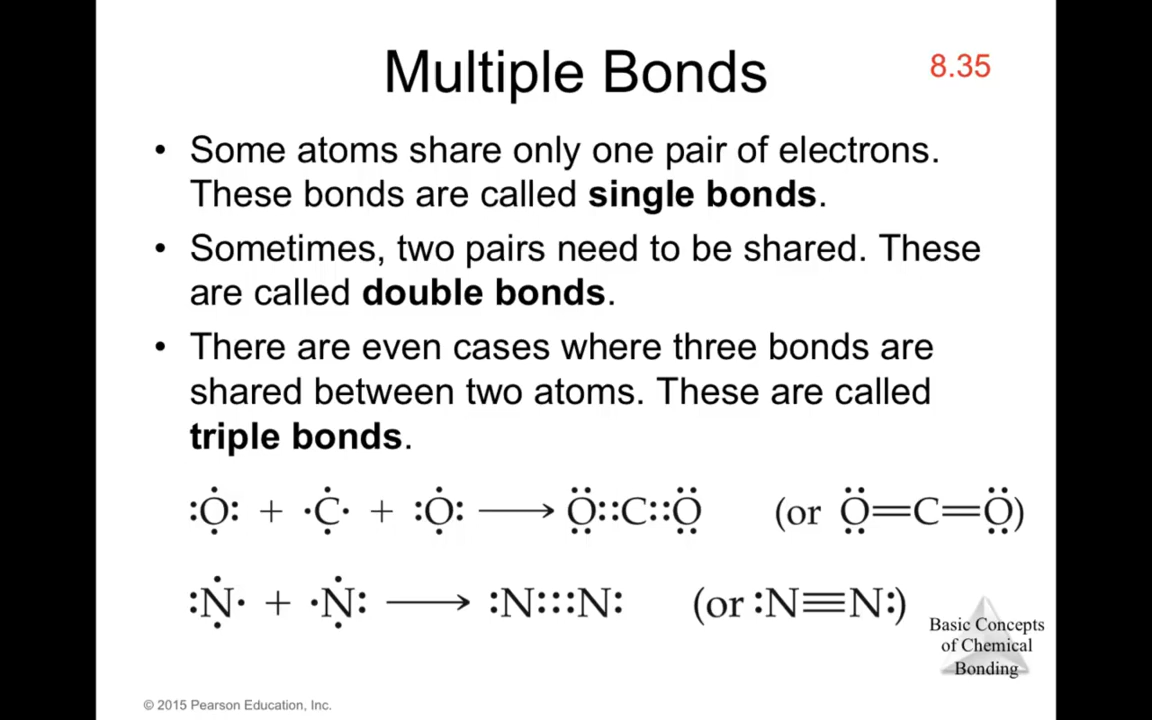 Multiple Bonds
8.35
• Some atoms share only one pair of electrons.
These bonds are called single bonds.
• Sometimes, two pairs need to be shared. These
are called double bonds.
• There are even cases where three bonds are
shared between two atoms. These are called
triple bonds.
:Ọ̈: + ·Ċ· + :Ọ̈: ⟶ Ö::C::Ö (or Ö=C=Ö)
:Ṅ· + ·Ṅ: ⟶ :N:::N: (or :N≡N:)
Basic Concepts
of Chemical
Bonding
© 2015 Pearson Education, Inc.